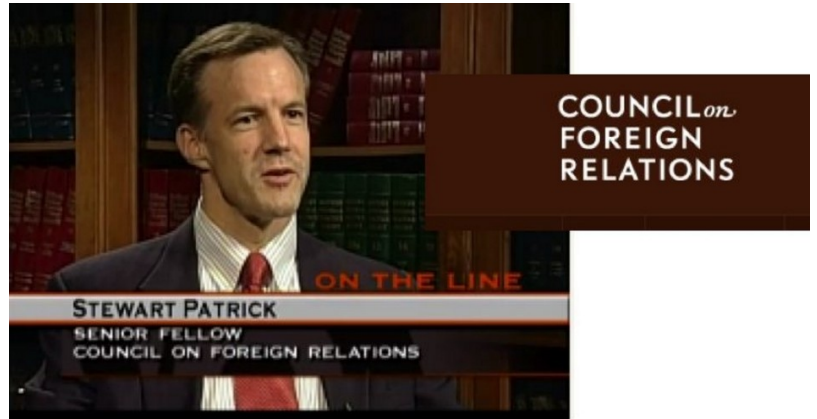 COUNCIL on
FOREIGN
RELATIONS
ON THE LINE
STEWART PATRICK
SENIOR FELLOW
COUNCIL ON FOREIGN RELATIONS